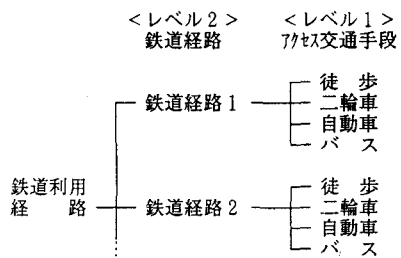 <レベル2> <レベル1>
鉄道経路 アクセス交通手段
徒 歩
鉄道経路1 二輪車
自動車
バ ス
鉄道利用 徒 歩
経 路 鉄道経路2 二輪車
自動車
バ ス